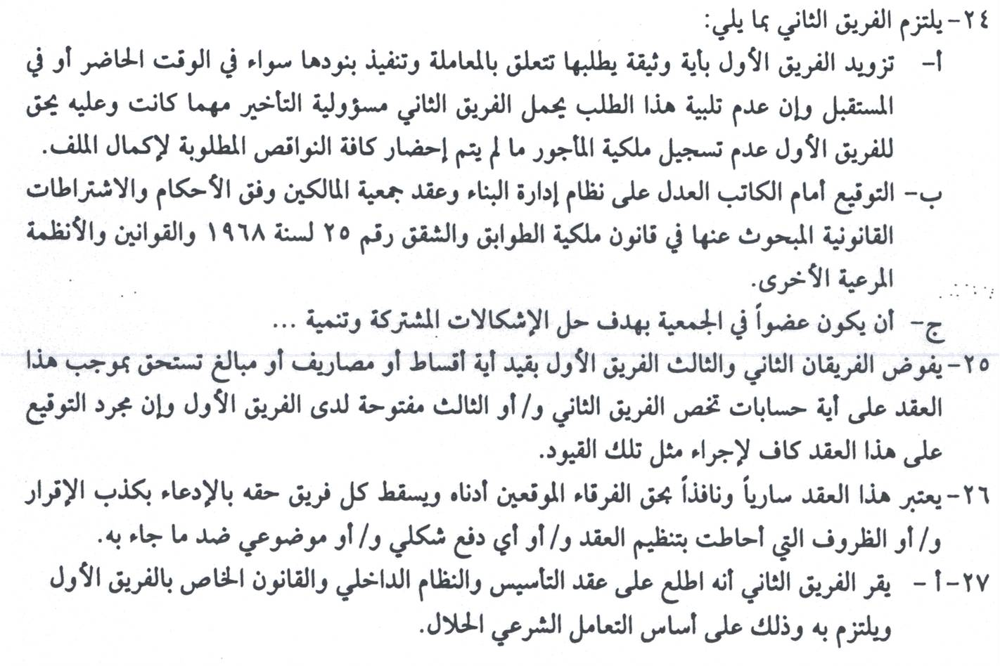 ٢٤- يلتزم الفريق الثاني بما يلي:
أ- تزويد الفريق الأول بأية وثيقة يطلبها تتعلق بالمعاملة وتنفيذ بنودها سواء في الوقت الحاضر أو في
المستقبل وإن عدم تلبية هذا الطلب يحمل الفريق الثاني مسؤولية التأخير مهما كانت وعليه يحق
للفريق الأول عدم تسجيل ملكية المأجور ما لم يتم إحضار كافة النواقص المطلوبة لإكمال الملف.
ب- التوقيع أمام الكاتب العدل على نظام إدارة البناء وعقد جمعية المالكين وفق الأحكام والاشتراطات
القانونية المبحوث عنها في قانون ملكية الطوابق والشقق رقم ٢٥ لسنة ١٩٦٨ والقوانين والأنظمة
المرعية الأخرى.
ج- أن يكون عضواً في الجمعية بهدف حل الإشكالات المشتركة وتنمية ...
٢٥- يفوض الفريقان الثاني والثالث الفريق الأول بقيد أية أقساط أو مصاريف أو مبالغ تستحق بموجب هذا
العقد على أية حسابات تخص الفريق الثاني و/ أو الثالث مفتوحة لدى الفريق الأول وإن مجرد التوقيع
على هذا العقد كاف لإجراء مثل تلك القيود.
٢٦- يعتبر هذا العقد سارياً ونافذاً بحق الفرقاء الموقعين أدناه ويسقط كل فريق حقه بالإدعاء بكذب الإقرار
و/ أو الظروف التي أحاطت بتنظيم العقد و/ أو أي دفع شكلي و/ أو موضوعي ضد ما جاء به.
٢٧- أ - يقر الفريق الثاني أنه اطلع على عقد التأسيس والنظام الداخلي والقانون الخاص بالفريق الأول
ويلتزم به وذلك على أساس التعامل الشرعي الحلال.